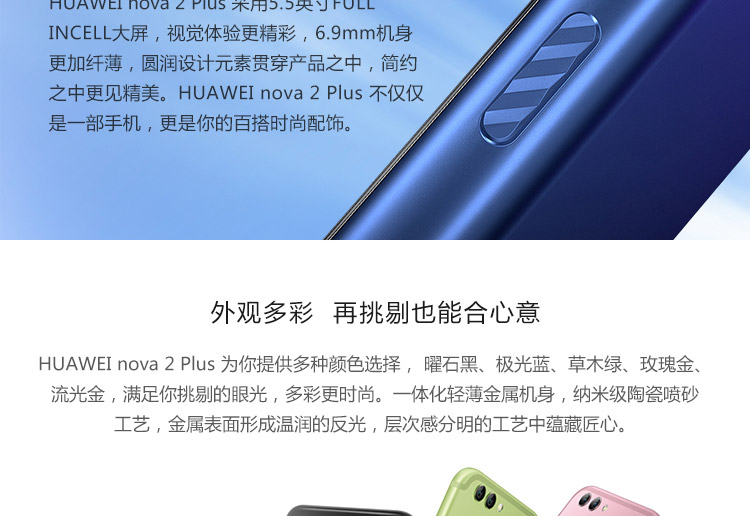 HUAWEI nova 2 Plus 采用5.5英寸FULL
INCELL大屏，视觉体验更精彩，6.9mm机身
更加纤薄，圆润设计元素贯穿产品之中，简约
之中更见精美。HUAWEI nova 2 Plus 不仅仅
是一部手机，更是你的百搭时尚配饰。
外观多彩 再挑剔也能合心意
HUAWEI nova 2 Plus 为你提供多种颜色选择， 曜石黑、极光蓝、草木绿、玫瑰金、
流光金，满足你挑剔的眼光，多彩更时尚。一体化轻薄金属机身，纳米级陶瓷喷砂
工艺，金属表面形成温润的反光，层次感分明的工艺中蕴藏匠心。